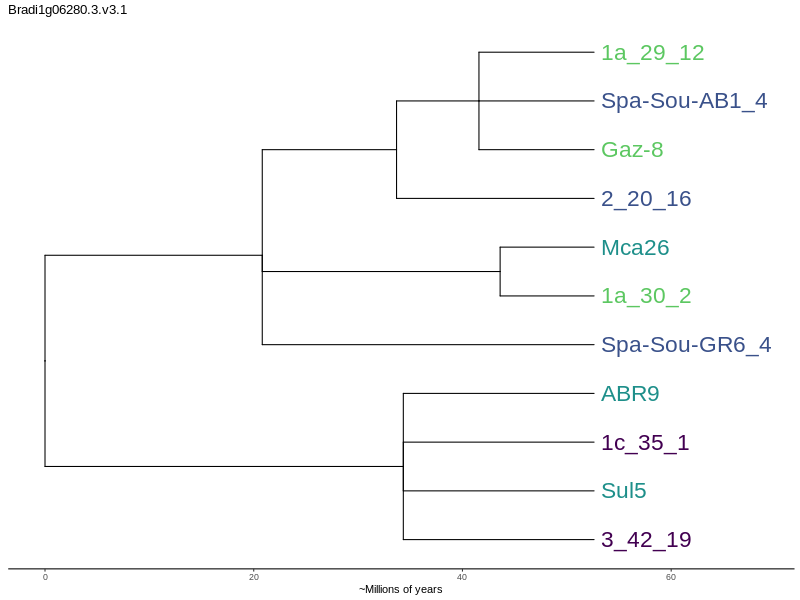 Bradi1g06280.3.v3.1
1a_29_12
Spa-Sou-AB1_4
Gaz-8
2_20_16
Mca26
1a_30_2
Spa-Sou-GR6_4
ABR9
1c_35_1
Sul5
3_42_19
0 20 40 60
~Millions of years